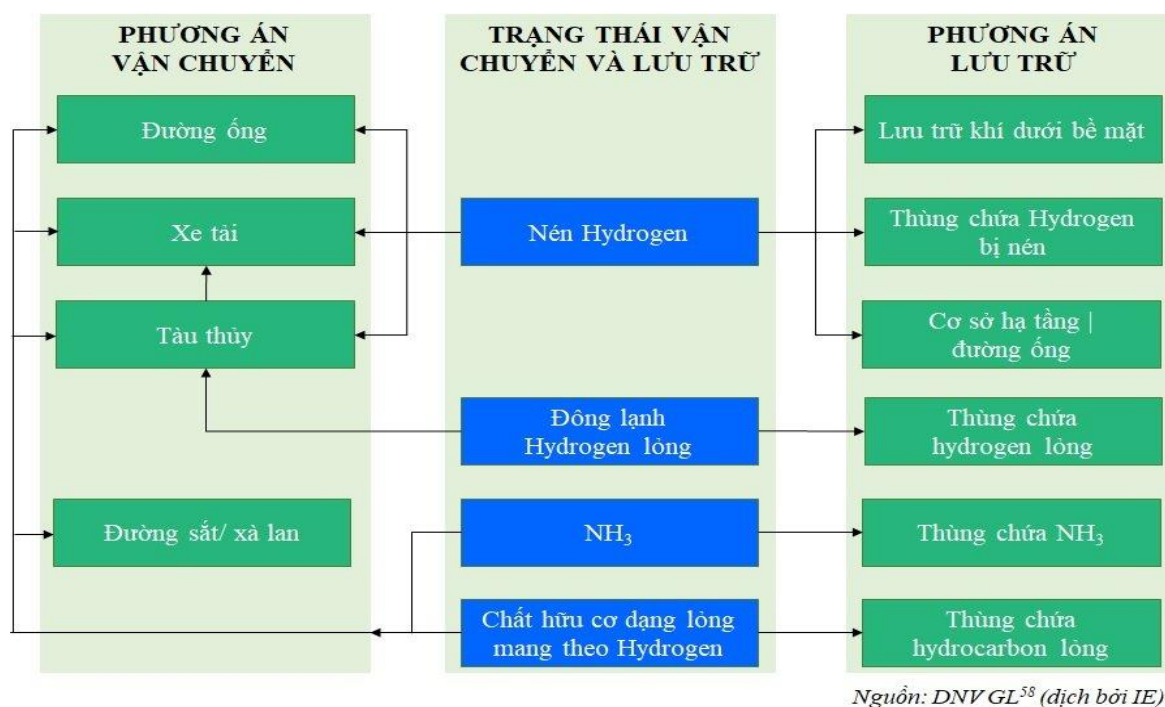 PHƯƠNG ÁN
VẬN CHUYỂN
TRẠNG THÁI VẬN
CHUYỂN VÀ LƯU TRỮ
PHƯƠNG ÁN
LƯU TRỮ
Đường ống
Lưu trữ khí dưới bề mặt
Xe tải
Nén Hydrogen
Thùng chứa Hydrogen
bị nén
Tàu thủy
Cơ sở hạ tầng |
đường ống
Đông lạnh
Hydrogen lỏng
Thùng chứa
hydrogen lỏng
Đường sắt/ xà lan
NH₃
Thùng chứa NH₃
Chất hữu cơ dạng lỏng
mang theo Hydrogen
Thùng chứa
hydrocarbon lỏng
Nguồn: DNV GL⁵⁸ (dịch bởi IE)